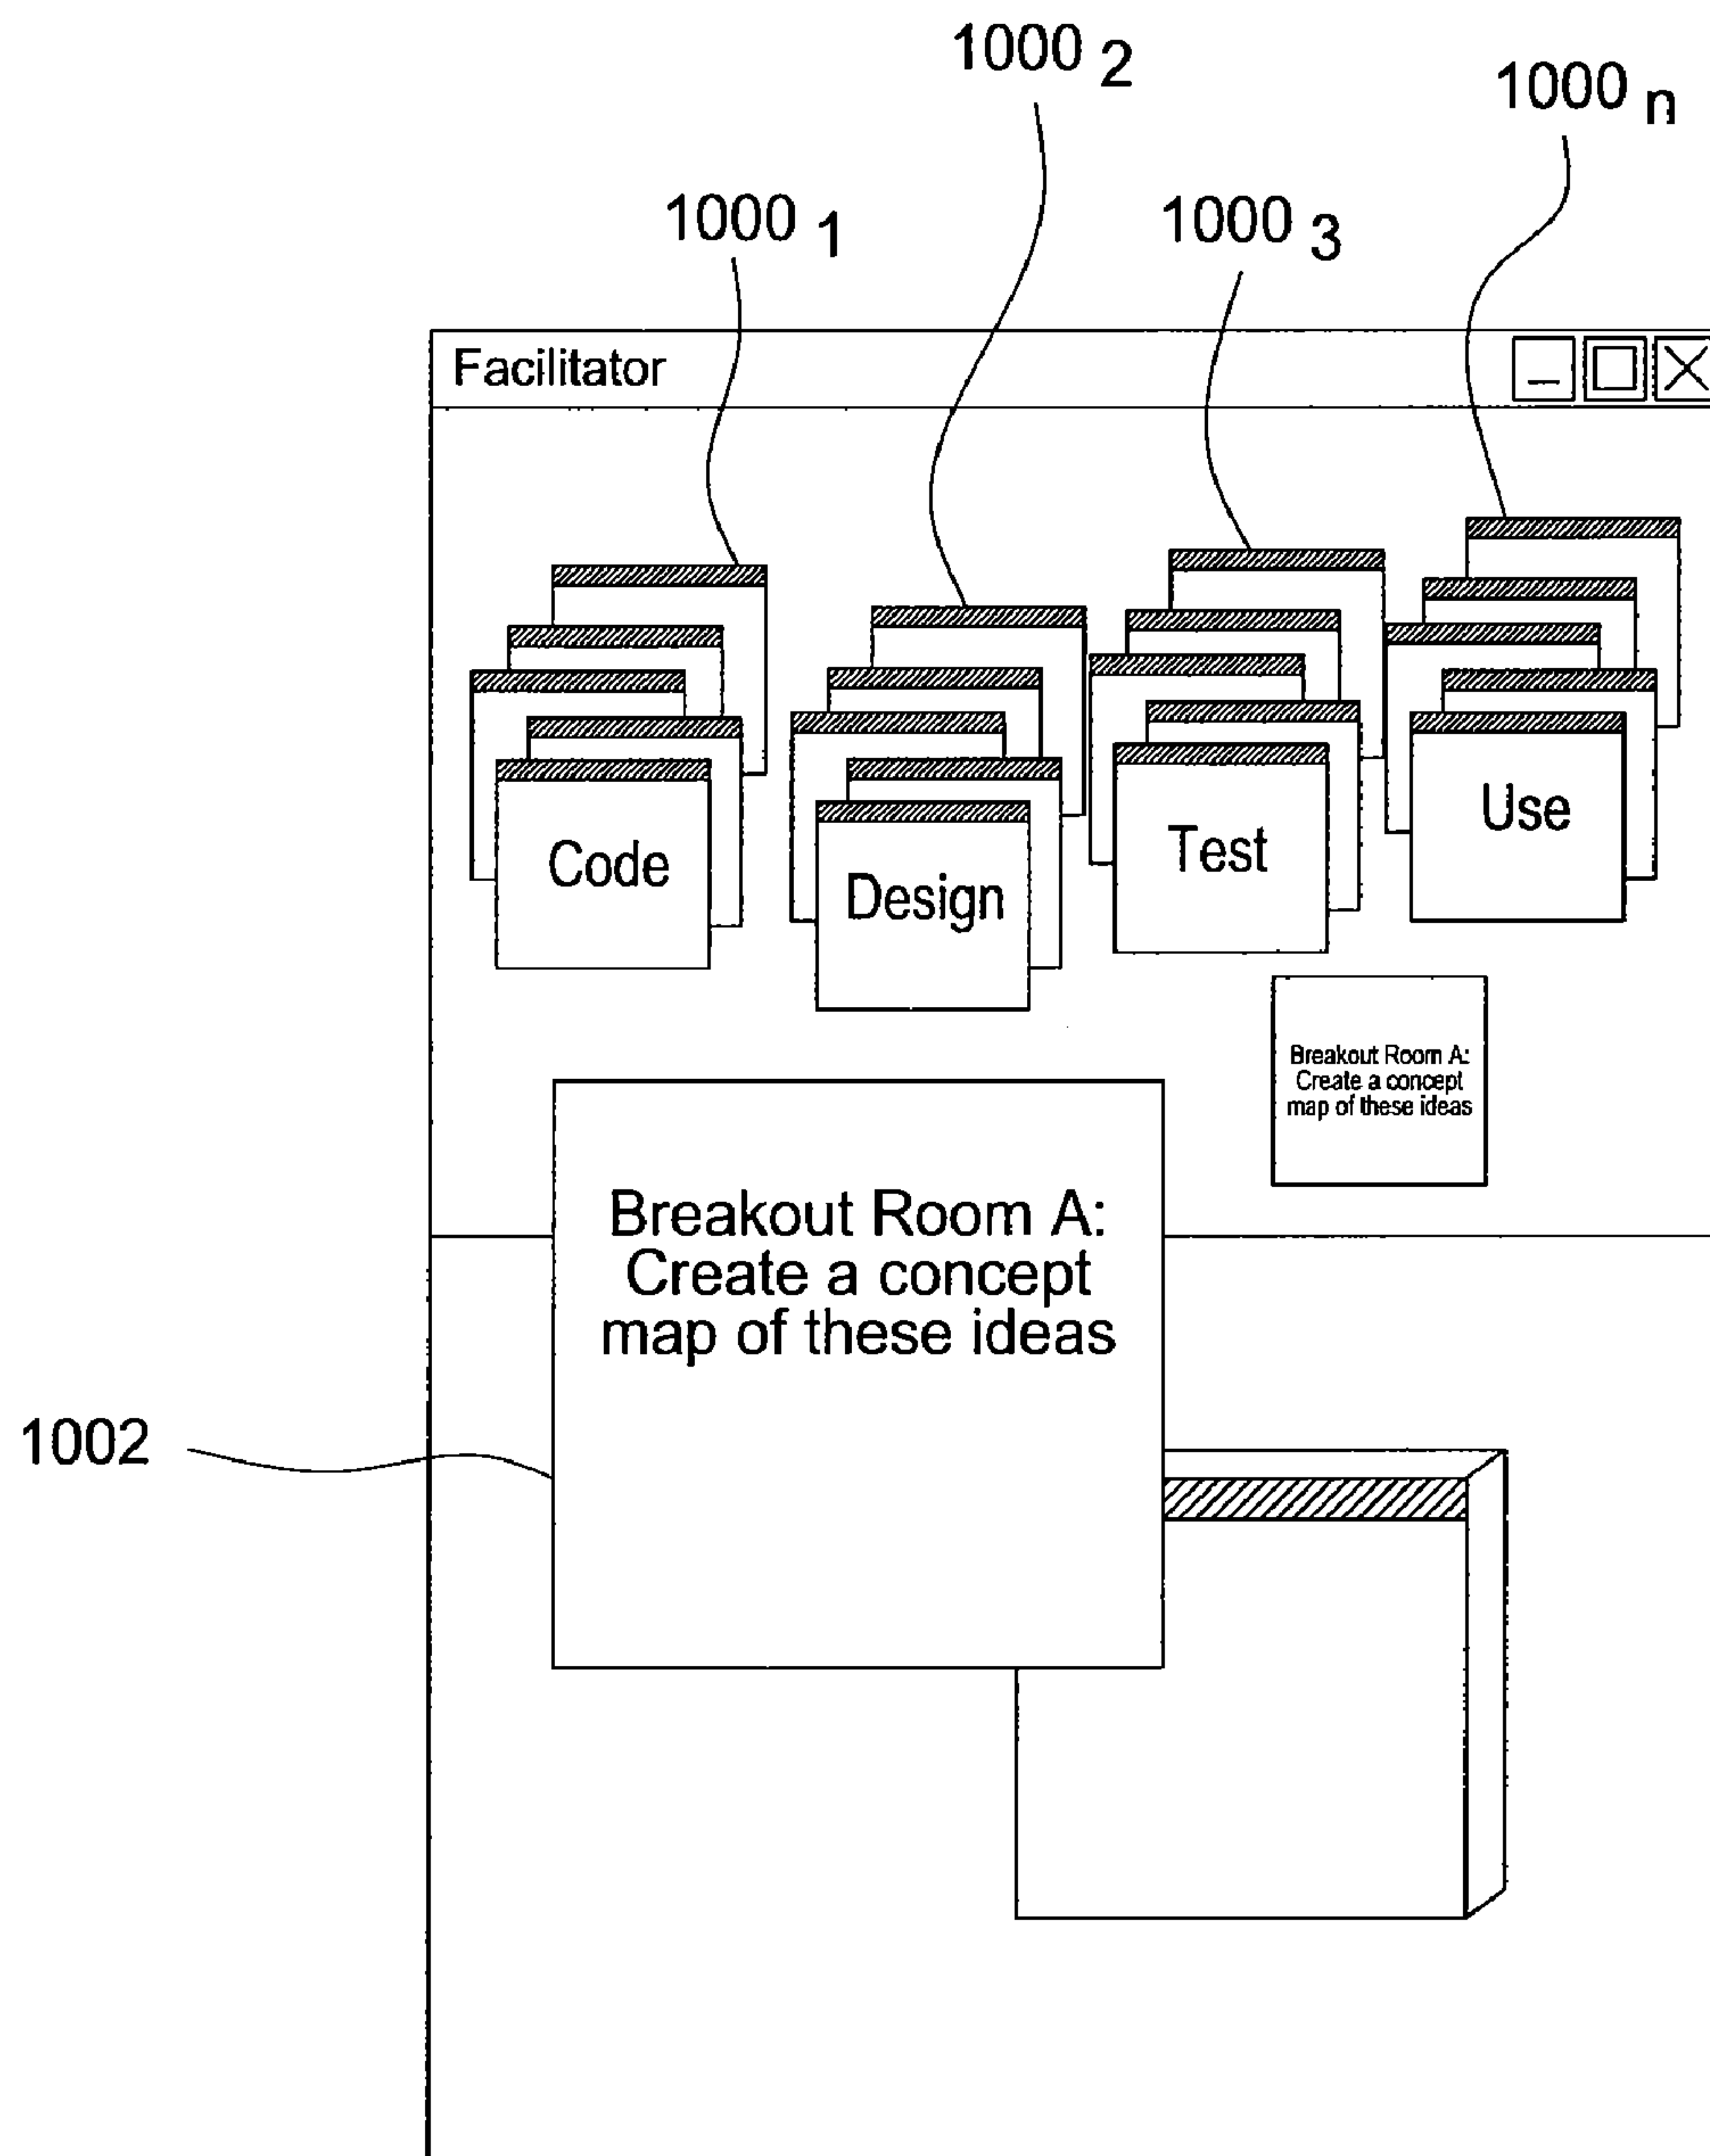 1000 2
1000 n
1000 1
1000 3
Facilitator
Code
Design
Test
Use
Breakout Room A:
Create a concept
map of these ideas
Breakout Room A:
Create a concept
map of these ideas
1002